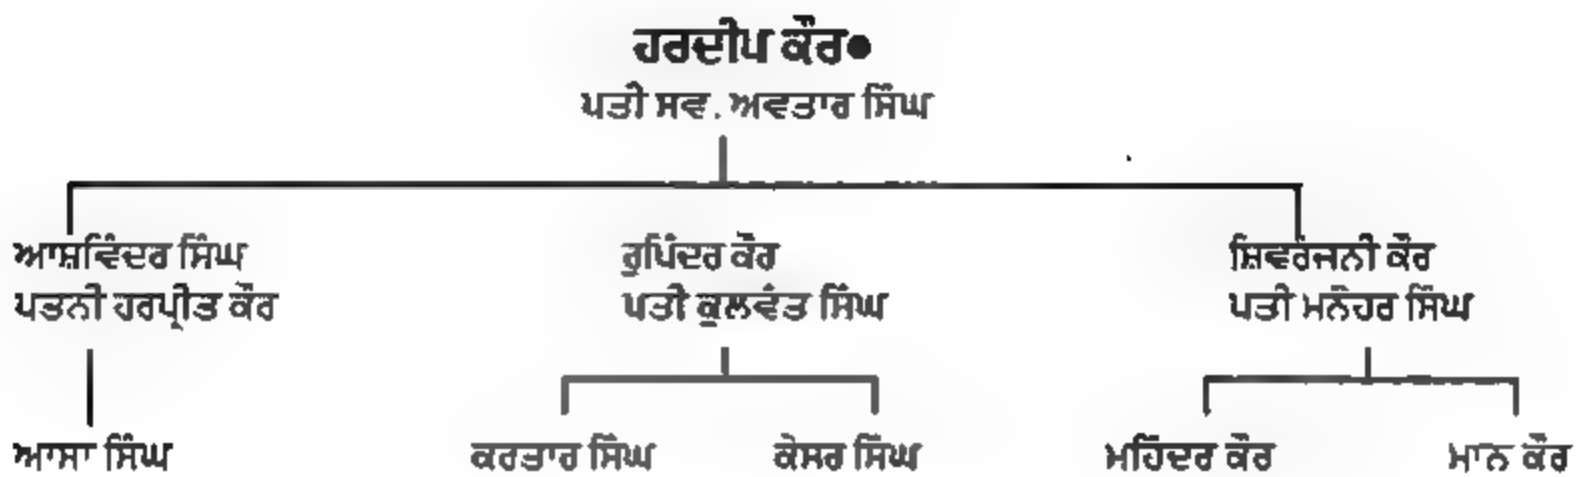 ਹਰਦੀਪ ਕੌਰ●
ਪਤੀ ਸਵ. ਅਵਤਾਰ ਸਿੰਘ
ਆਸ਼ਵਿੰਦਰ ਸਿੰਘ
ਪਤਨੀ ਹਰਪ੍ਰੀਤ ਕੌਰ
ਰੁਪਿੰਦਰ ਕੌਰ
ਪਤੀ ਕੁਲਵੰਤ ਸਿੰਘ
ਸ਼ਿਵਰੰਜਨੀ ਕੌਰ
ਪਤੀ ਮਨੋਹਰ ਸਿੰਘ
ਆਸਾ ਸਿੰਘ
ਕਰਤਾਰ ਸਿੰਘ
ਕੇਸਰ ਸਿੰਘ
ਮਹਿੰਦਰ ਕੌਰ
ਮਾਨ ਕੌਰ